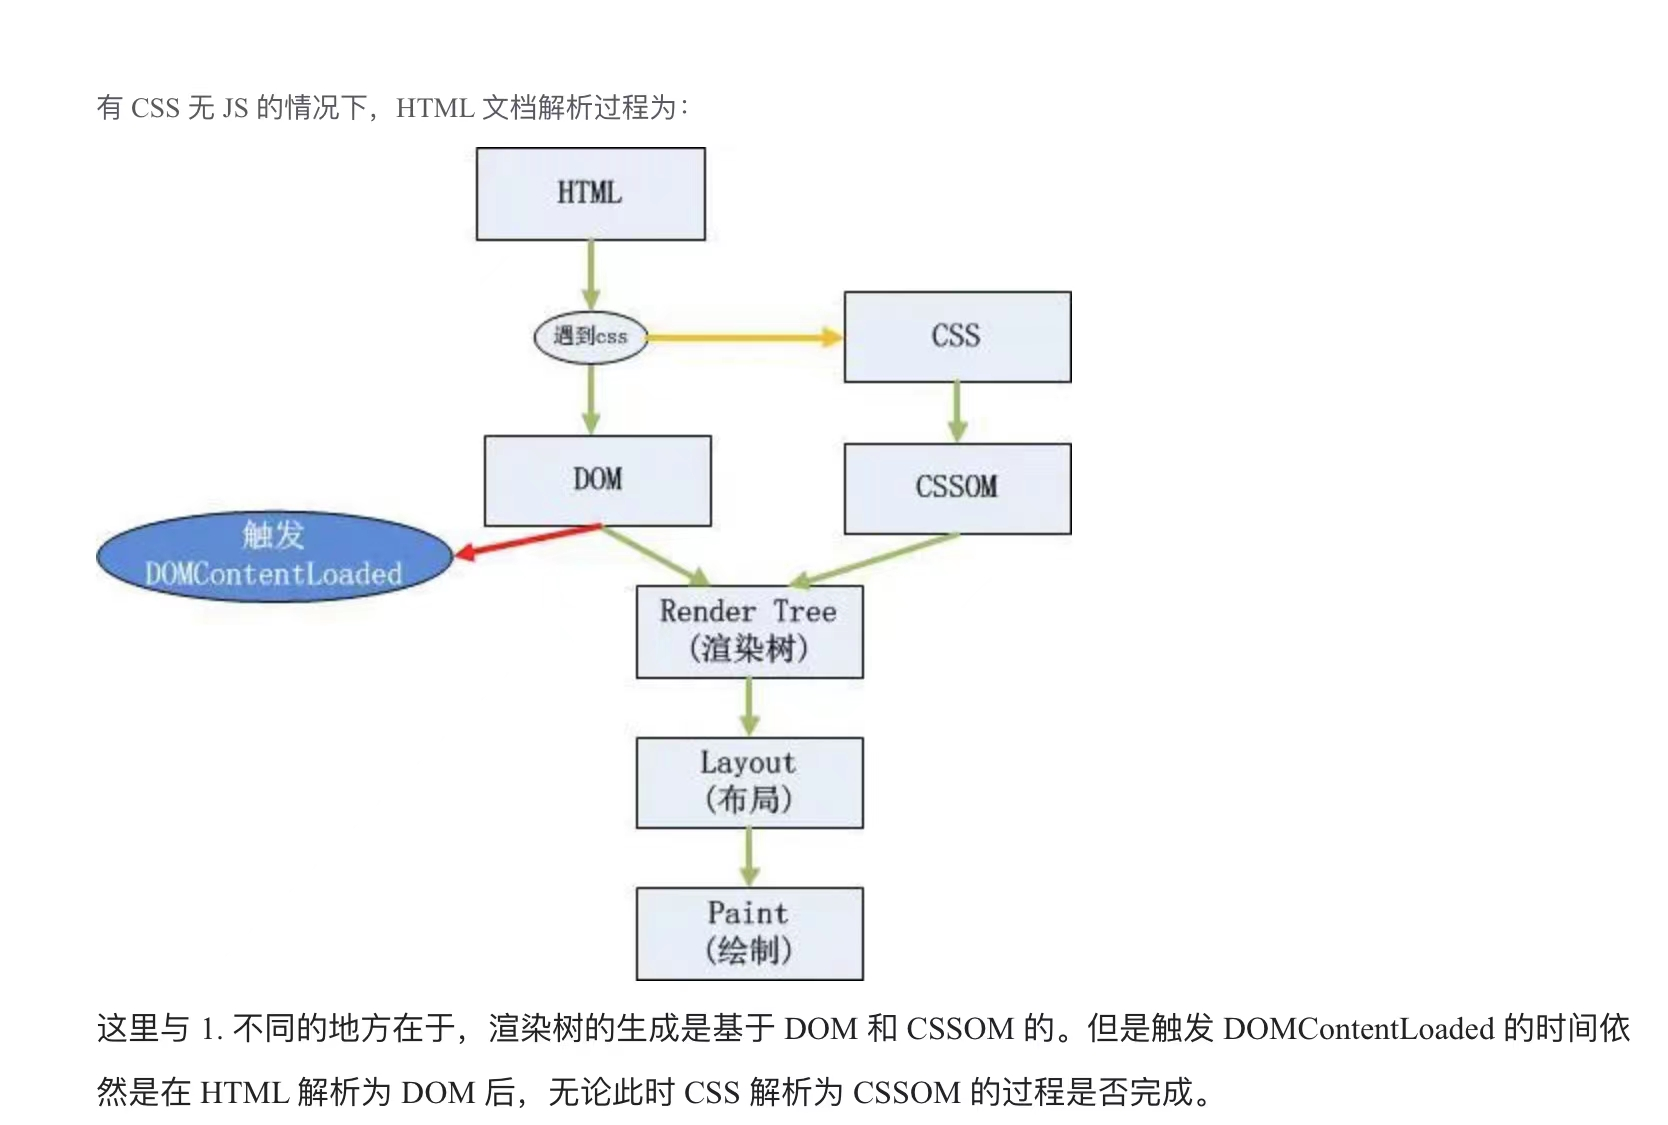 有 CSS 无 JS 的情况下，HTML 文档解析过程为：
HTML
遇到css
CSS
DOM
CSSOM
触发
DOMContentLoaded
Render Tree
(渲染树)
Layout
(布局)
Paint
(绘制)
这里与 1. 不同的地方在于，渲染树的生成是基于 DOM 和 CSSOM 的。但是触发 DOMContentLoaded 的时间依
然是在 HTML 解析为 DOM 后，无论此时 CSS 解析为 CSSOM 的过程是否完成。